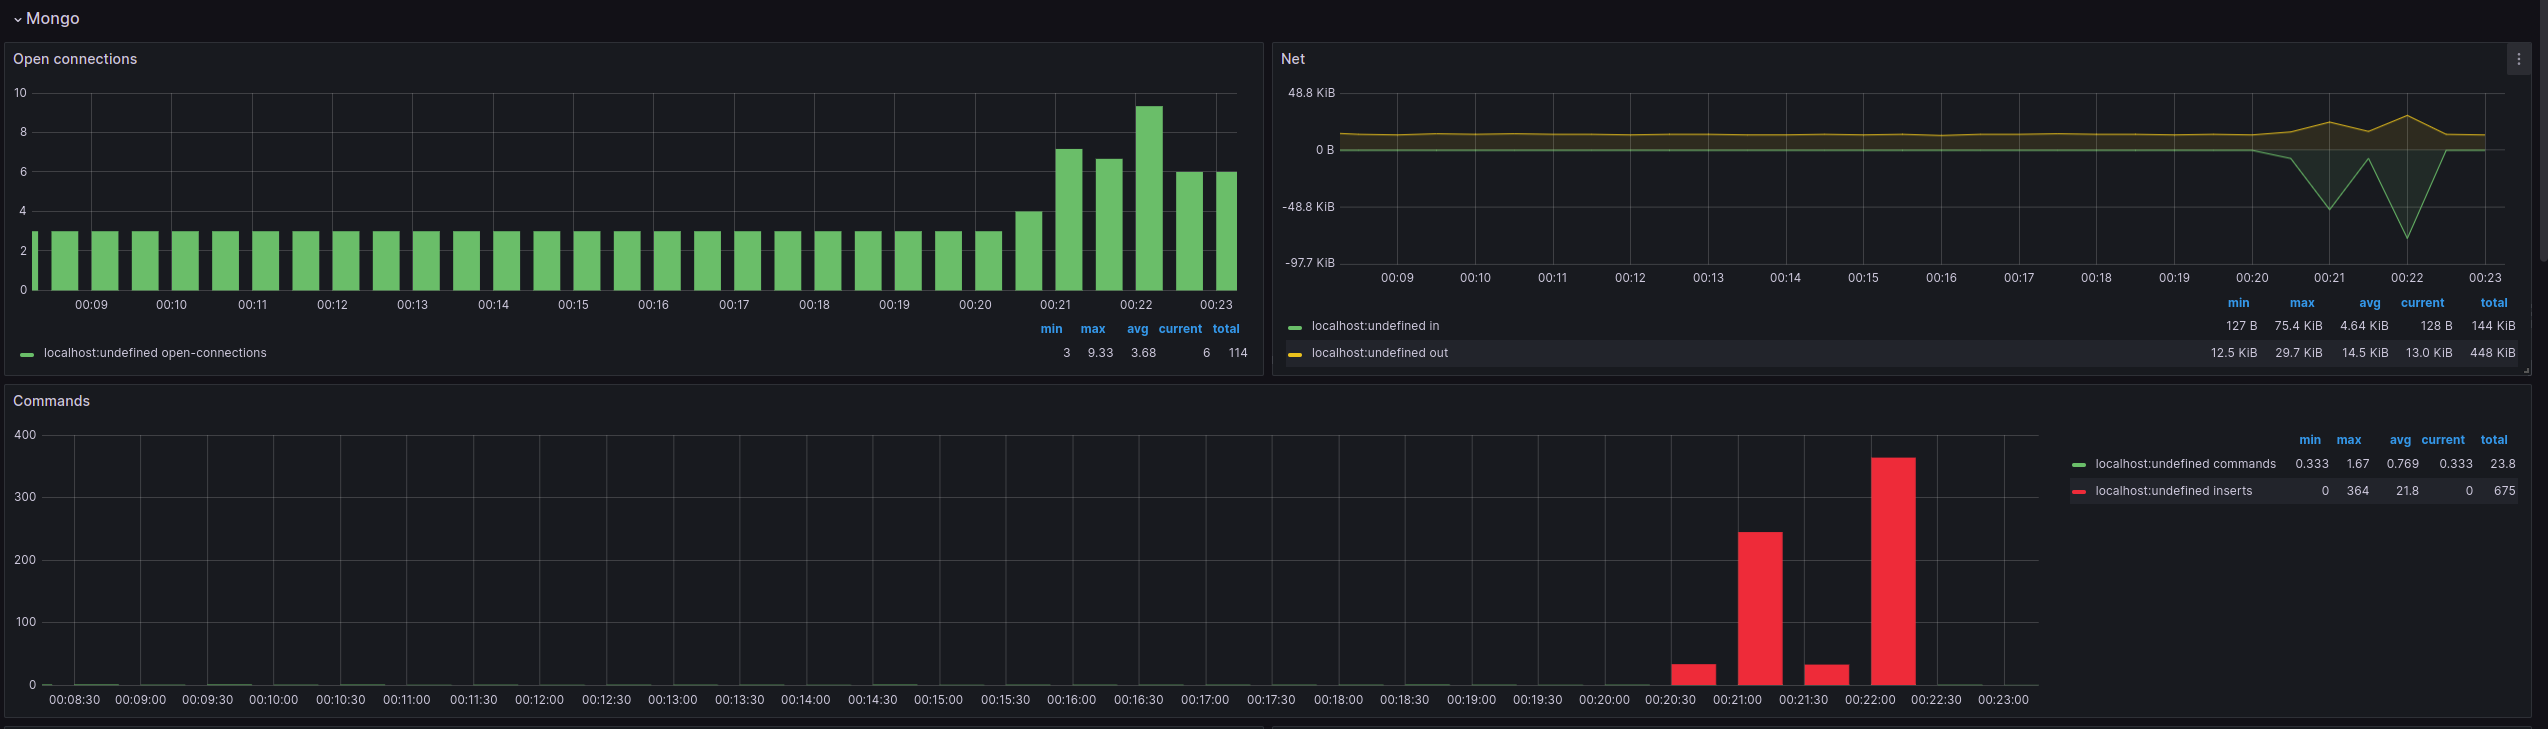 Mongo
Open connections
10
8
6
4
2
0
00:09 00:10 00:11 00:12 00:13 00:14 00:15 00:16 00:17 00:18 00:19 00:20 00:21 00:22 00:23
min max avg current total
localhost:undefined open-connections 3 9.33 3.68 6 114
Net
48.8 KiB
0 B
-48.8 KiB
-97.7 KiB
00:09 00:10 00:11 00:12 00:13 00:14 00:15 00:16 00:17 00:18 00:19 00:20 00:21 00:22 00:23
min max avg current total
localhost:undefined in 127 B 75.4 KiB 4.64 KiB 128 B 144 KiB
localhost:undefined out 12.5 KiB 29.7 KiB 14.5 KiB 13.0 KiB 448 KiB
Commands
400
300
200
100
0
00:08:30 00:09:00 00:09:30 00:10:00 00:10:30 00:11:00 00:11:30 00:12:00 00:12:30 00:13:00 00:13:30 00:14:00 00:14:30 00:15:00 00:15:30 00:16:00 00:16:30 00:17:00 00:17:30 00:18:00 00:18:30 00:19:00 00:19:30 00:20:00 00:20:30 00:21:00 00:21:30 00:22:00 00:22:30 00:23:00
min max avg current total
localhost:undefined commands 0.333 1.67 0.769 0.333 23.8
localhost:undefined inserts 0 364 21.8 0 675